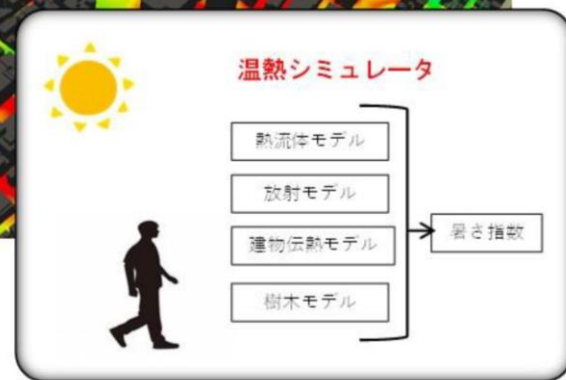 温熱シミュレータ
熱流体モデル
放射モデル
建物伝熱モデル
樹木モデル
暑さ指数